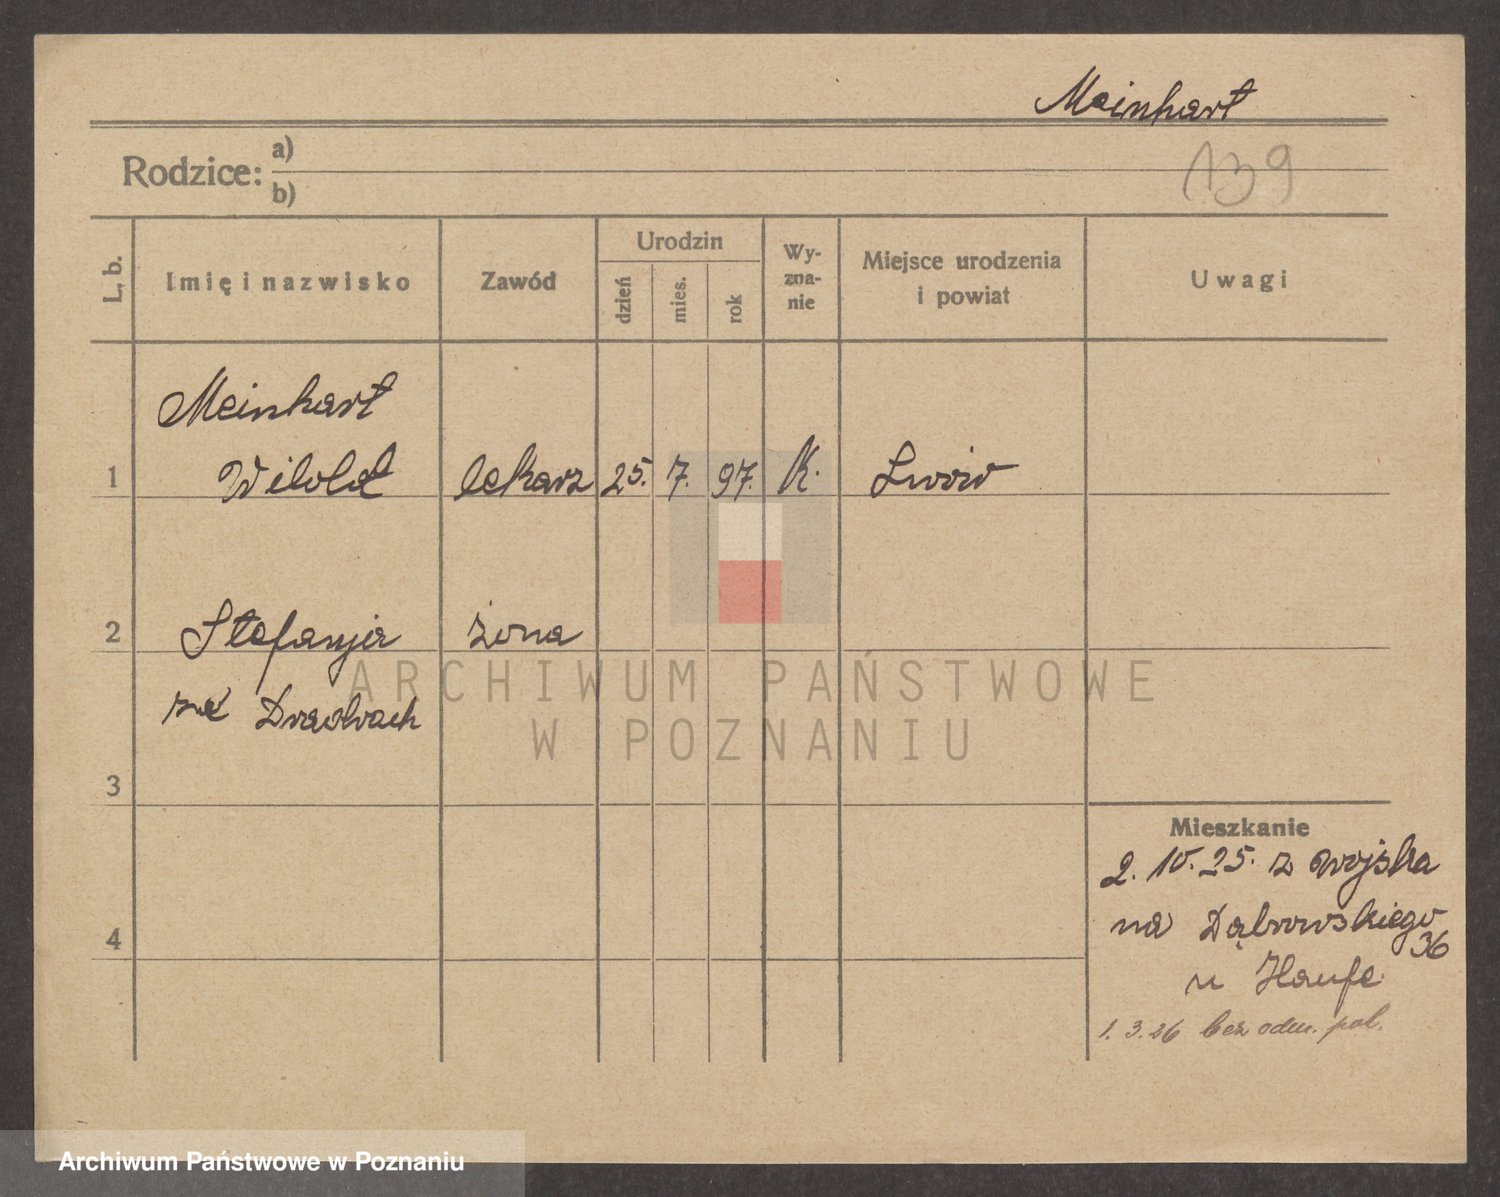 Meinhart
Rodzice: a)
b)
139
L. b.
Imię i nazwisko
Zawód
Urodzin
dzień
mies.
rok
Wy-
zna-
nie
Miejsce urodzenia
i powiat
Uwagi
Meinhart
1 Witold lekarz 25. 7. 97. K. Lwów
2 Stefanja żona
3
4
Mieszkanie
2. 10. 25. z wojska
na Dąbrowskiego
36
u Haufe
1. 3. 26 bez odm. pol.
ARCHIWUM PAŃSTWOWE
W POZNANIU
Archiwum Państwowe w Poznaniu